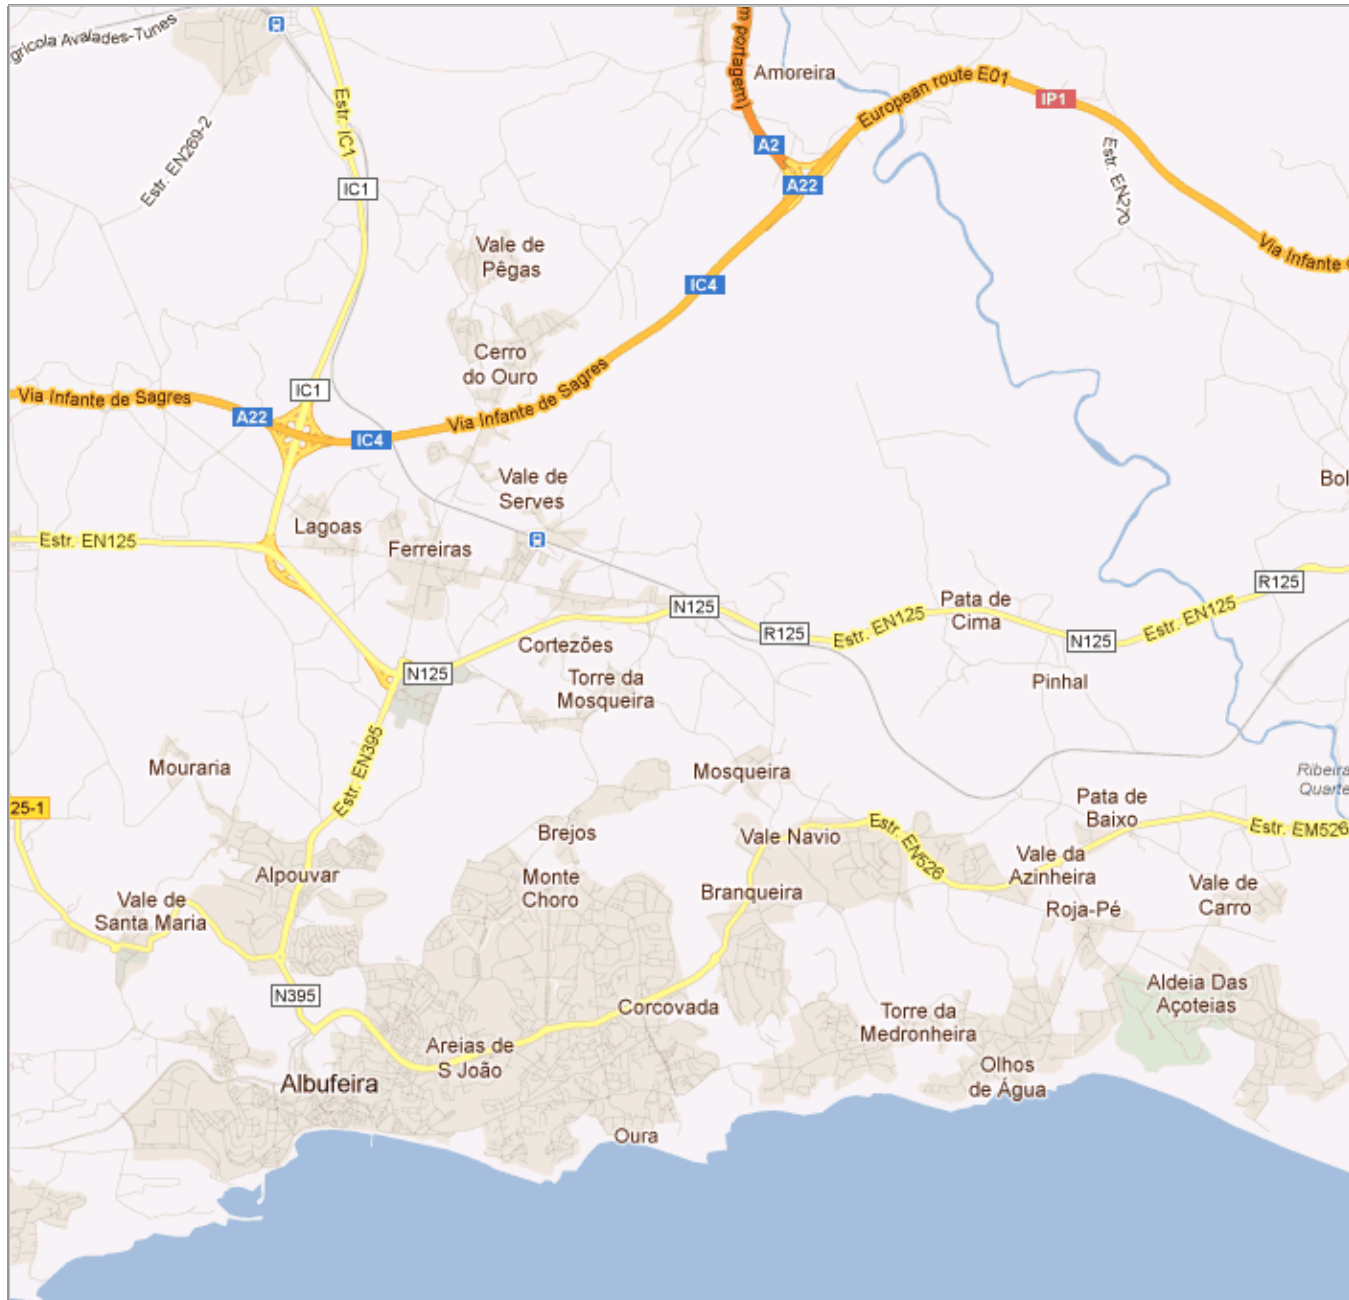 gricola Avalades-Tunes
m portagem)
Amoreira
European route E01
IP1
Estr. IC1
Estr. EN269-2
A2
Estr. EN270
IC1
A22
Vale de
Pêgas
Via Infante
IC4
Cerro
do Ouro
IC1
Via Infante de Sagres
A22
Via Infante de Sagres
IC4
Vale de
Serves
Bol
Lagoas
Estr. EN125
Ferreiras
R125
N125
Pata de
Cima
Estr. EN125
Estr. EN125
R125
N125
Cortezões
N125
Torre da
Mosqueira
Pinhal
Estr. EN395
Mouraria
Mosqueira
Ribeira
Quarte
25-1
Pata de
Baixo
Brejos
Vale Navio
Estr. EN526
Estr. EM526
Alpouvar
Monte
Choro
Branqueira
Vale da
Azinheira
Vale de
Carro
Vale de
Santa Maria
Roja-Pé
N395
Corcovada
Torre da
Medronheira
Aldeia Das
Açoteias
Areias de
S João
Albufeira
Olhos
de Água
Oura